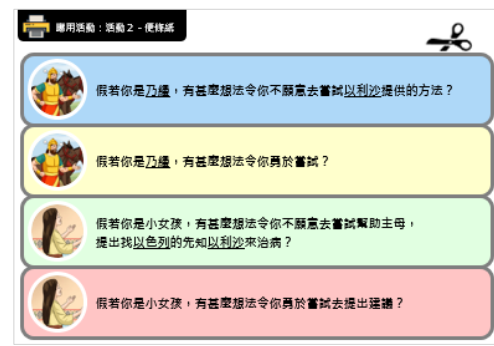 應用活動：活動2 - 便條紙
假若你是乃縵，有甚麼想法令你不願意去嘗試以利沙提供的方法？
假若你是乃縵，有甚麼想法令你勇於嘗試？
假若你是小女孩，有甚麼想法令你不願意去嘗試幫助主母，
提出找以色列的先知以利沙來治病？
假若你是小女孩，有甚麼想法令你勇於嘗試去提出建議？